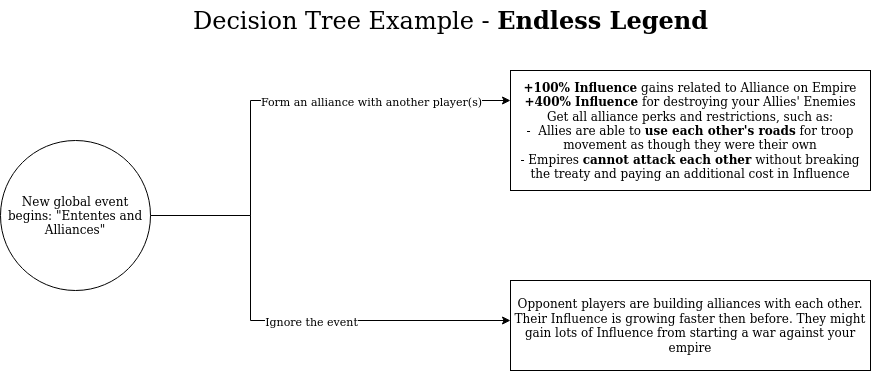 Decision Tree Example - Endless Legend
New global event
begins: "Ententes and
Alliances"
Form an alliance with another player(s)
+100% Influence gains related to Alliance on Empire
+400% Influence for destroying your Allies' Enemies
Get all alliance perks and restrictions, such as:
- Allies are able to use each other's roads for troop
movement as though they were their own
- Empires cannot attack each other without breaking
the treaty and paying an additional cost in Influence
Ignore the event
Opponent players are building alliances with each other.
Their Influence is growing faster then before. They might
gain lots of Influence from starting a war against your
empire